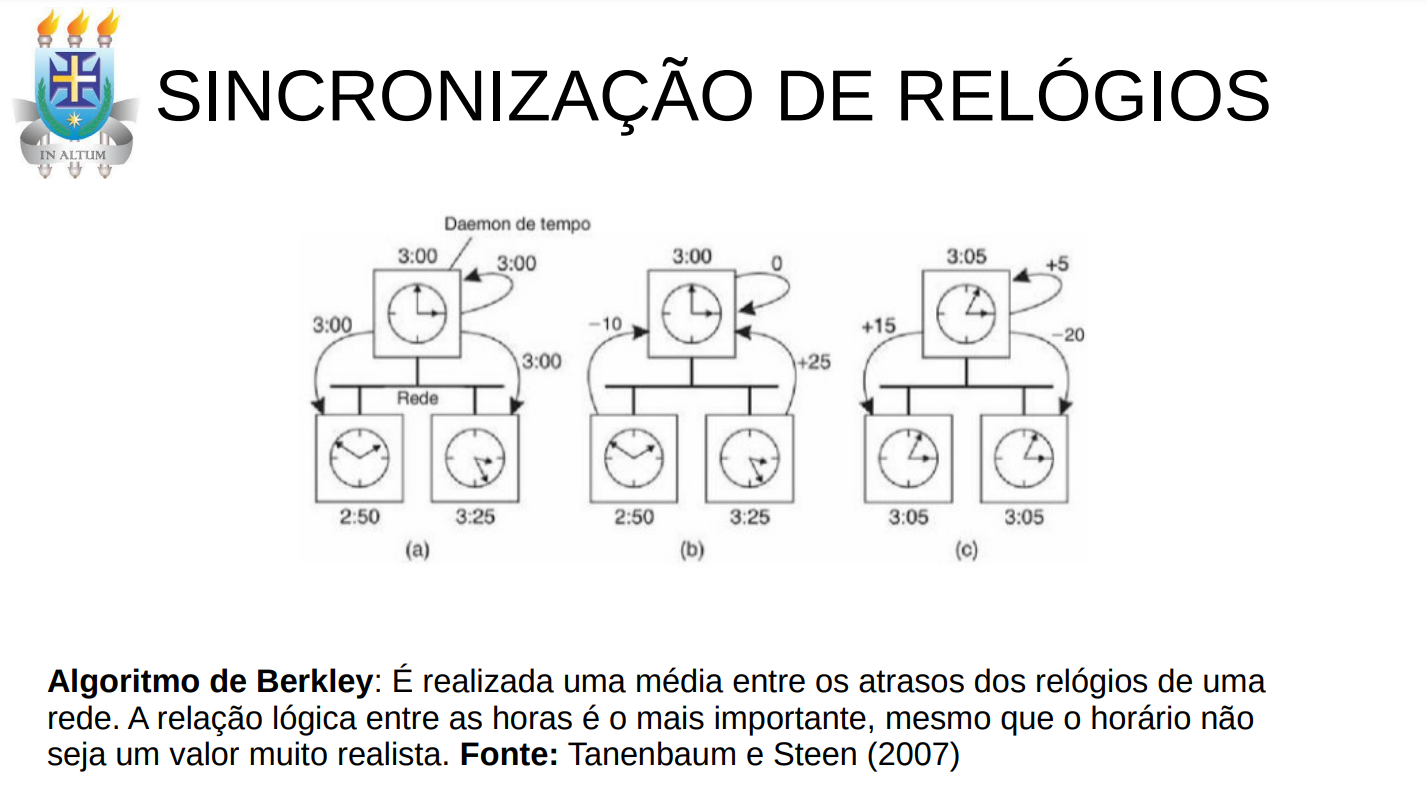 IN ALTUM
SINCRONIZAÇÃO DE RELÓGIOS
Daemon de tempo
3:00
3:00
3:00
3:00
Rede
2:50
3:25
(a)
3:00
0
−10
+25
2:50
3:25
(b)
3:05
+5
+15
−20
3:05
3:05
(c)
Algoritmo de Berkley: É realizada uma média entre os atrasos dos relógios de uma
rede. A relação lógica entre as horas é o mais importante, mesmo que o horário não
seja um valor muito realista. Fonte: Tanenbaum e Steen (2007)